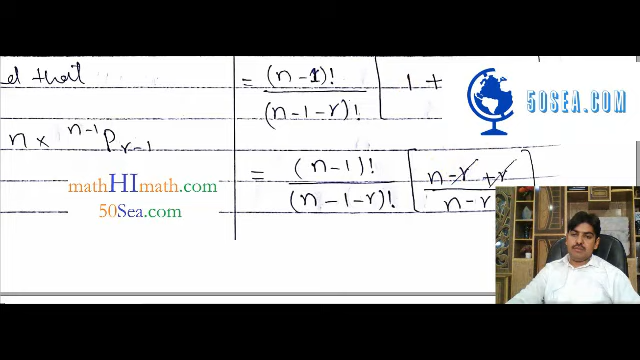 d that
n × ⁿ⁻¹Pᵣ₋₁
mathHImath.com
50Sea.com
= (n-1)! / (n-1-r)! [ 1 +
= (n-1)! / (n-1-r)! [ n-r+r / n-r ]
50SEA.COM